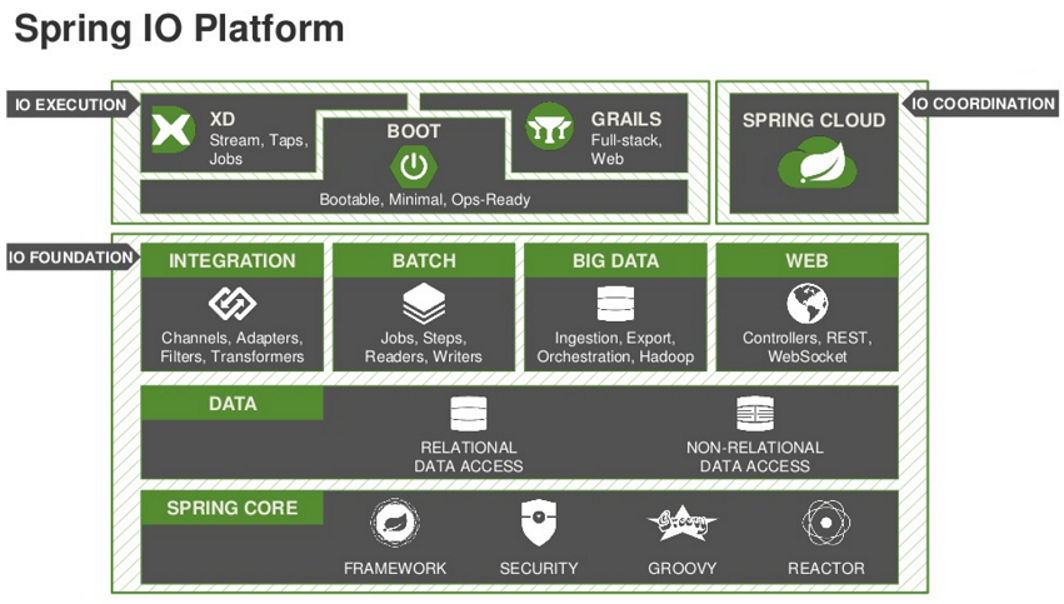 Spring IO Platform
IO EXECUTION
XD
Stream, Taps,
Jobs
BOOT
Bootable, Minimal, Ops-Ready
GRAILS
Full-stack,
Web
IO COORDINATION
SPRING CLOUD
IO FOUNDATION
INTEGRATION
Channels, Adapters,
Filters, Transformers
BATCH
Jobs, Steps,
Readers, Writers
BIG DATA
Ingestion, Export,
Orchestration, Hadoop
WEB
Controllers, REST,
WebSocket
DATA
RELATIONAL
DATA ACCESS
NON-RELATIONAL
DATA ACCESS
SPRING CORE
FRAMEWORK
SECURITY
Groovy
GROOVY
REACTOR